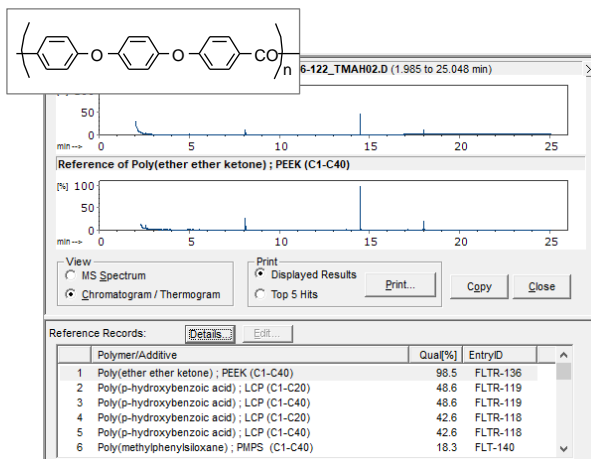 O O CO n
6-122_TMAH02.D (1.985 to 25.048 min)
50
0
min--> 0 5 10 15 20 25
Reference of Poly(ether ether ketone) ; PEEK (C1-C40)
[%] 100
50
0
min--> 0 5 10 15 20 25
View
MS Spectrum
Chromatogram / Thermogram
Print
Displayed Results
Top 5 Hits
Print...
Copy
Close
Reference Records:
Details...
Edit...
Polymer/Additive Qual[%] EntryID
1 Poly(ether ether ketone) ; PEEK (C1-C40) 98.5 FLTR-136
2 Poly(p-hydroxybenzoic acid) ; LCP (C1-C20) 48.6 FLTR-119
3 Poly(p-hydroxybenzoic acid) ; LCP (C1-C40) 48.6 FLTR-119
4 Poly(p-hydroxybenzoic acid) ; LCP (C1-C20) 42.6 FLTR-118
5 Poly(p-hydroxybenzoic acid) ; LCP (C1-C40) 42.6 FLTR-118
6 Poly(methylphenylsiloxane) ; PMPS (C1-C40) 18.3 FLT-140